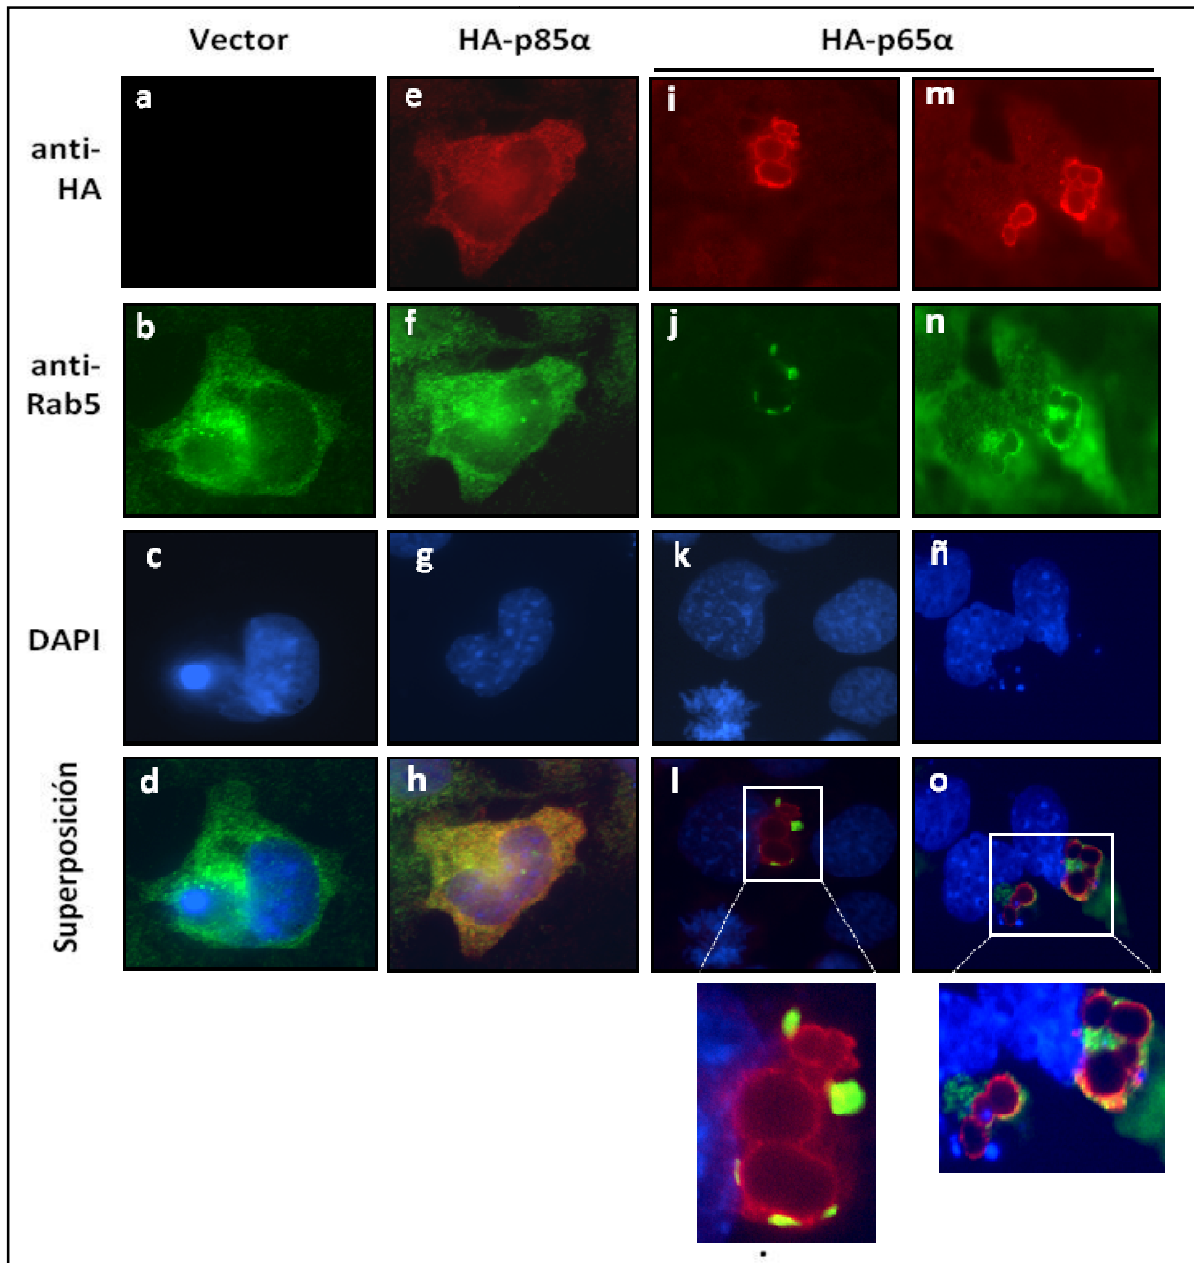 Vector HA-p85α HA-p65α
anti-HA
a e i m
anti-Rab5
b f j n
DAPI
c g k ñ
Superposición
d h l o